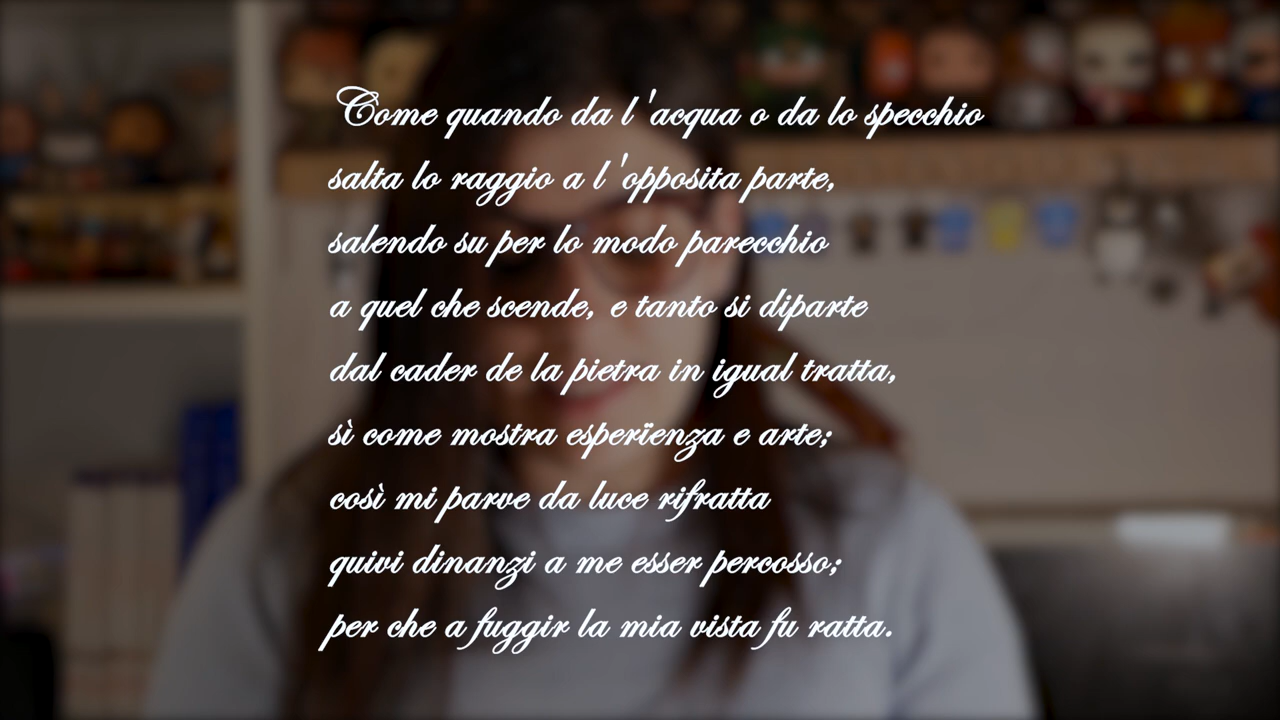 Come quando da l'acqua o da lo specchio
salta lo raggio a l'opposita parte,
salendo su per lo modo parecchio
a quel che scende, e tanto si diparte
dal cader de la pietra in igual tratta,
sì come mostra esperïenza e arte;
così mi parve da luce rifratta
quivi dinanzi a me esser percosso;
per che a fuggir la mia vista fu ratta.